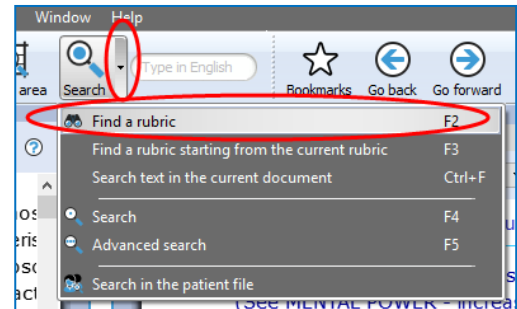 Window Help
Type in English
area Search Bookmarks Go back Go forward
Find a rubric F2
Find a rubric starting from the current rubric F3
Search text in the current document Ctrl+F
Search F4
Advanced search F5
Search in the patient file
(See MENTAL POWER - increas